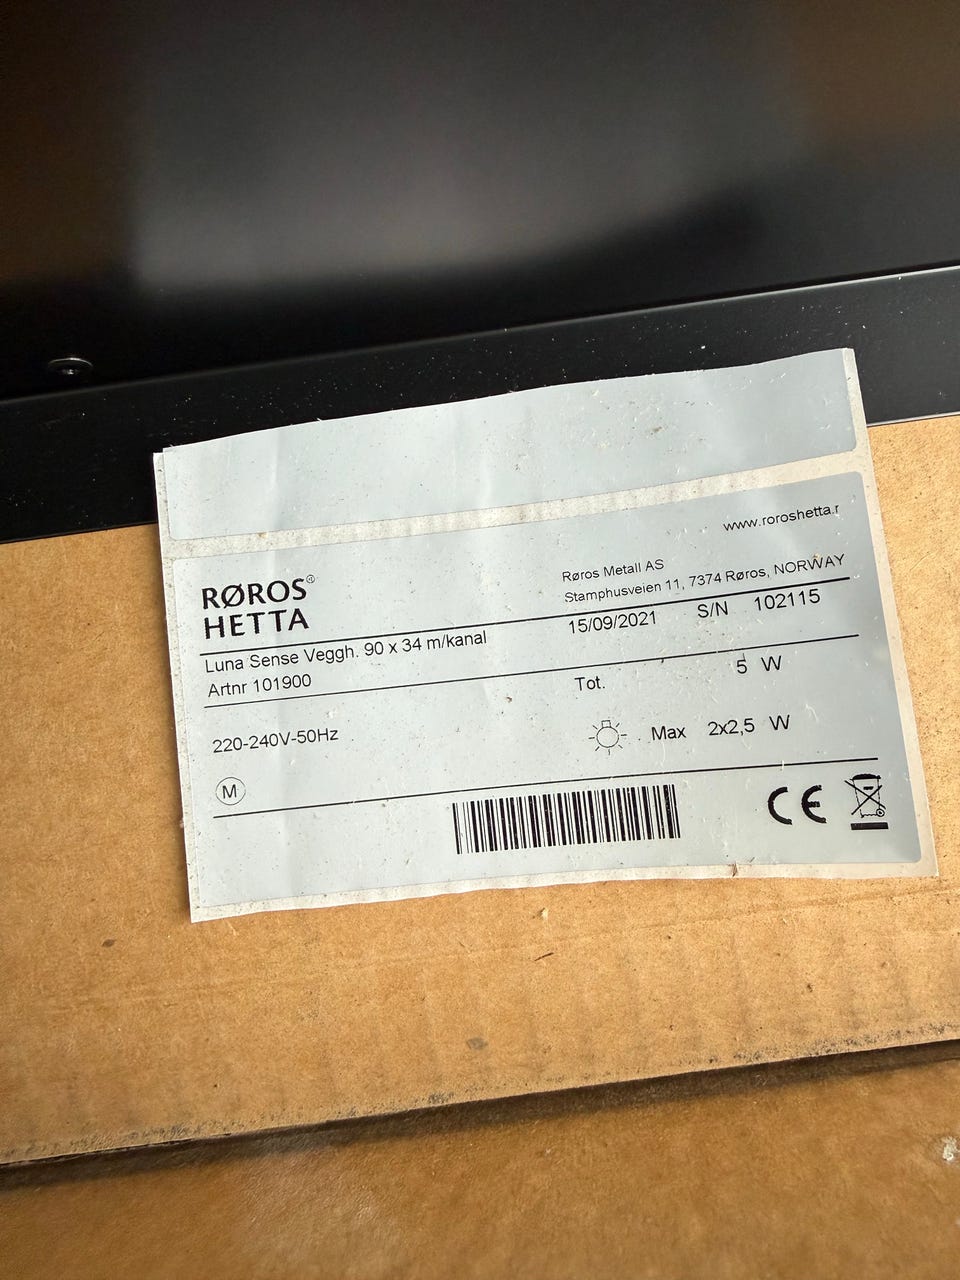 www.roroshetta.r
RØROS®
HETTA
Røros Metall AS
Stamphusveien 11, 7374 Røros, NORWAY
Luna Sense Veggh. 90 x 34 m/kanal
15/09/2021 S/N 102115
Artnr 101900
Tot. 5 W
220-240V-50Hz
Max 2x2,5 W
M
CE